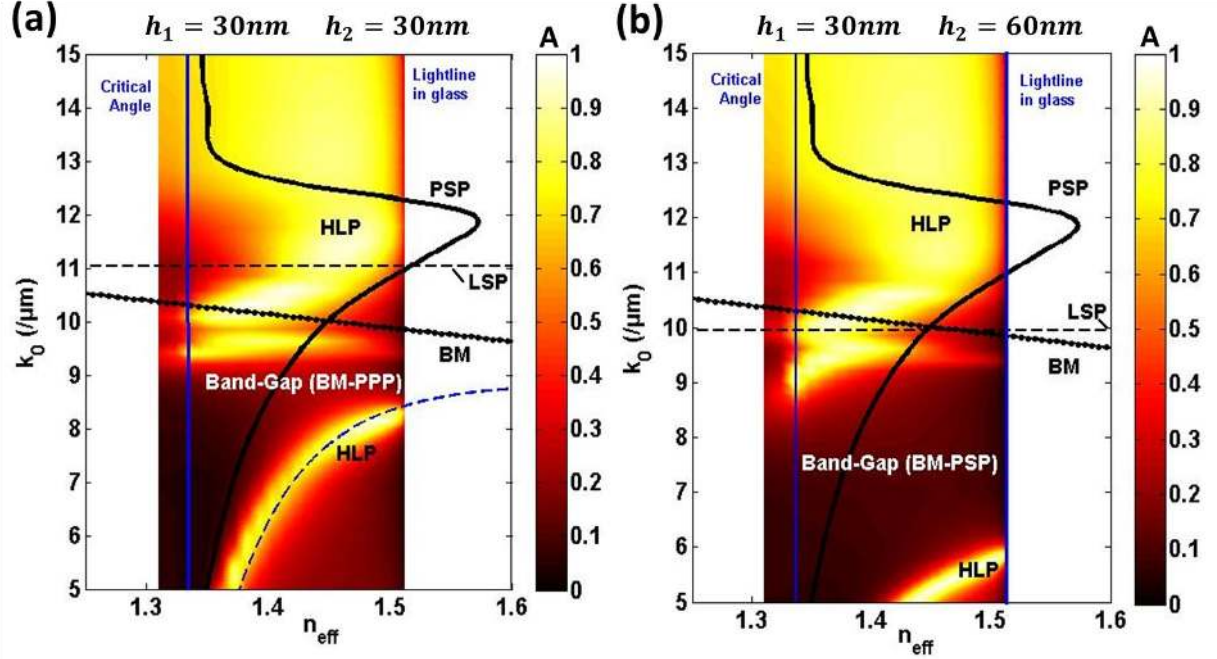 (a)
h₁ = 30nm h₂ = 30nm
A
15
14
13
12
11
10
9
8
7
6
5
k₀ (/μm)
Critical
Angle
Lightline
in glass
PSP
HLP
LSP
BM
Band-Gap (BM-PPP)
HLP
1.3
1.4
1.5
1.6
n_eff
1
0.9
0.8
0.7
0.6
0.5
0.4
0.3
0.2
0.1
0
(b)
h₁ = 30nm h₂ = 60nm
A
15
14
13
12
11
10
9
8
7
6
5
k₀ (/μm)
Critical
Angle
Lightline
in glass
PSP
HLP
LSP
BM
Band-Gap (BM-PSP)
HLP
1.3
1.4
1.5
1.6
n_eff
1
0.9
0.8
0.7
0.6
0.5
0.4
0.3
0.2
0.1
0